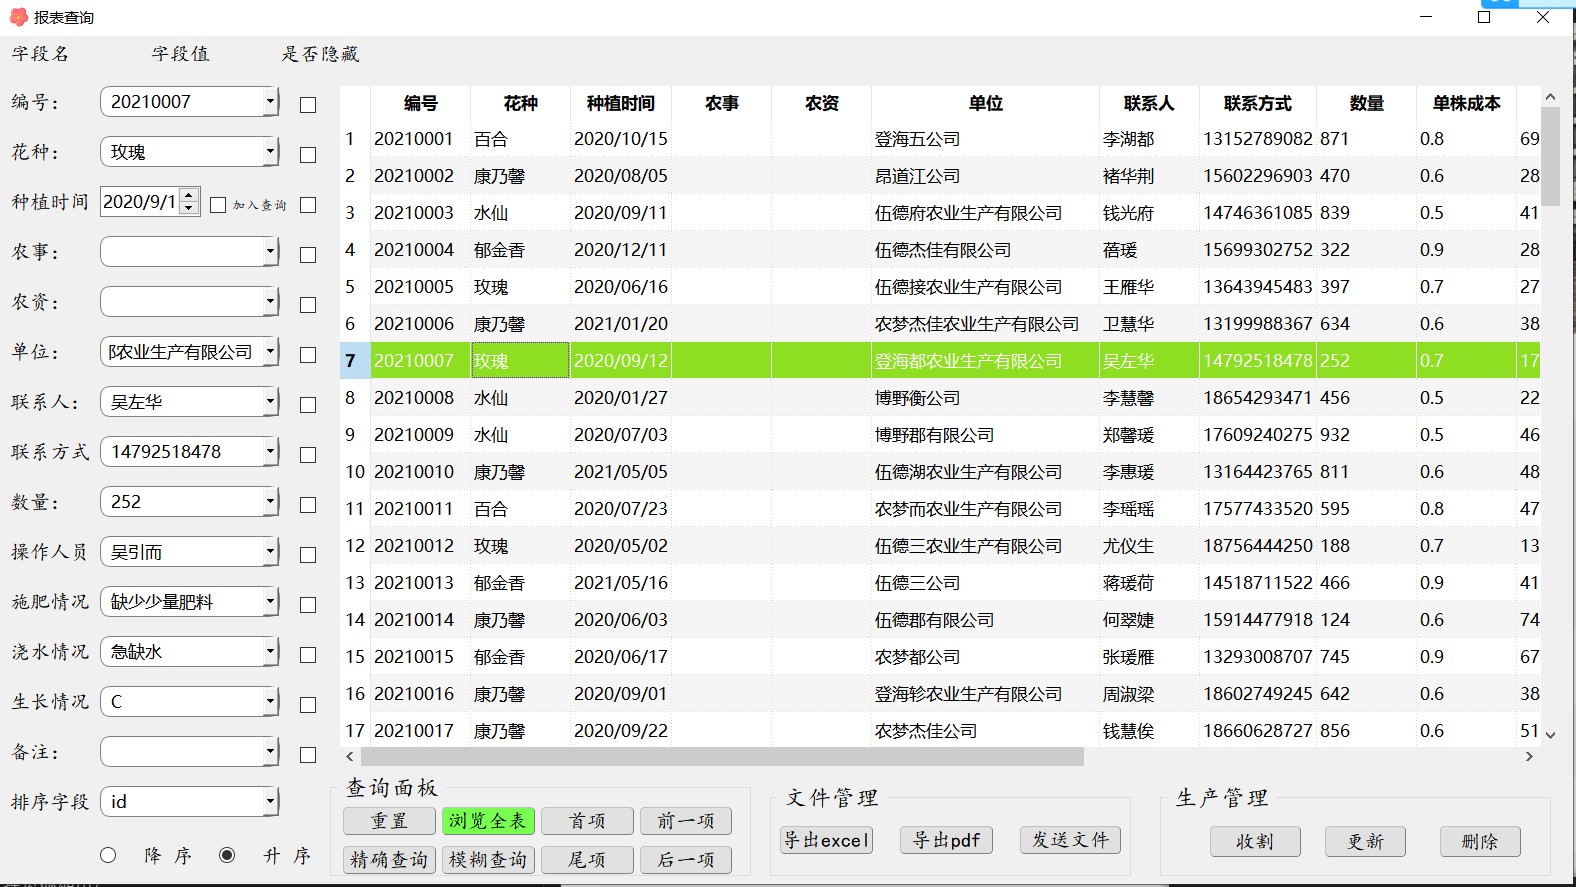 报表查询
字段名 字段值 是否隐藏
编号： 20210007
花种： 玫瑰
种植时间 2020/9/1 加入查询
农事：
农资：
单位： 农业生产有限公司
联系人： 吴左华
联系方式 14792518478
数量： 252
操作人员 吴引而
施肥情况 缺少少量肥料
浇水情况 急缺水
生长情况 C
备注：
排序字段 id
降 序 升 序
编号 花种 种植时间 农事 农资 单位 联系人 联系方式 数量 单株成本
1 20210001 百合 2020/10/15 登海五公司 李湖都 13152789082 871 0.8 69
2 20210002 康乃馨 2020/08/05 昂道江公司 褚华荆 15602296903 470 0.6 28
3 20210003 水仙 2020/09/11 伍德府农业生产有限公司 钱光府 14746361085 839 0.5 41
4 20210004 郁金香 2020/12/11 伍德杰佳有限公司 蓓瑗 15699302752 322 0.9 28
5 20210005 玫瑰 2020/06/16 伍德接农业生产有限公司 王雁华 13643945483 397 0.7 27
6 20210006 康乃馨 2021/01/20 农梦杰佳农业生产有限公司 卫慧华 13199988367 634 0.6 38
7 20210007 玫瑰 2020/09/12 登海都农业生产有限公司 吴左华 14792518478 252 0.7 17
8 20210008 水仙 2020/01/27 博野衡公司 李慧馨 18654293471 456 0.5 22
9 20210009 水仙 2020/07/03 博野郡有限公司 郑馨瑗 17609240275 932 0.5 46
10 20210010 康乃馨 2021/05/05 伍德湖农业生产有限公司 李惠瑗 13164423765 811 0.6 48
11 20210011 百合 2020/07/23 农梦而农业生产有限公司 李瑶瑶 17577433520 595 0.8 47
12 20210012 玫瑰 2020/05/02 伍德三农业生产有限公司 尤仪生 18756444250 188 0.7 13
13 20210013 郁金香 2021/05/16 伍德三公司 蒋瑗荷 14518711522 466 0.9 41
14 20210014 康乃馨 2020/06/03 伍德郡有限公司 何翠婕 15914477918 124 0.6 74
15 20210015 郁金香 2020/06/17 农梦都公司 张瑗雁 13293008707 745 0.9 67
16 20210016 康乃馨 2020/09/01 登海轸农业生产有限公司 周淑梁 18602749245 642 0.6 38
17 20210017 康乃馨 2020/09/22 农梦杰佳公司 钱慧俟 18660628727 856 0.6 51
查询面板
重置 浏览全表 首项 前一项
精确查询 模糊查询 尾项 后一项
文件管理
导出excel 导出pdf 发送文件
生产管理
收割 更新 删除